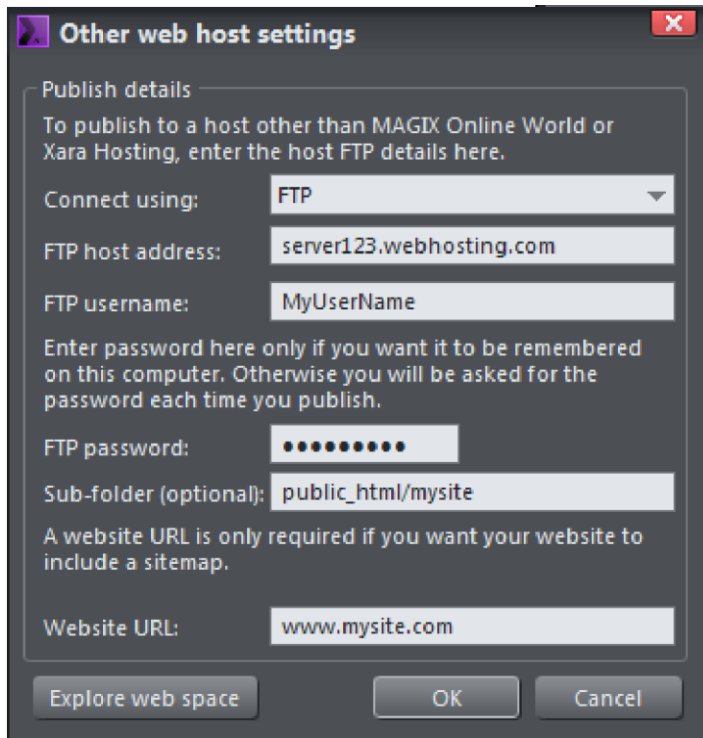 Other web host settings
Publish details
To publish to a host other than MAGIX Online World or
Xara Hosting, enter the host FTP details here.
Connect using: FTP
FTP host address: server123.webhosting.com
FTP username: MyUserName
Enter password here only if you want it to be remembered
on this computer. Otherwise you will be asked for the
password each time you publish.
FTP password: •••••••••
Sub-folder (optional): public_html/mysite
A website URL is only required if you want your website to
include a sitemap.
Website URL: www.mysite.com
Explore web space OK Cancel